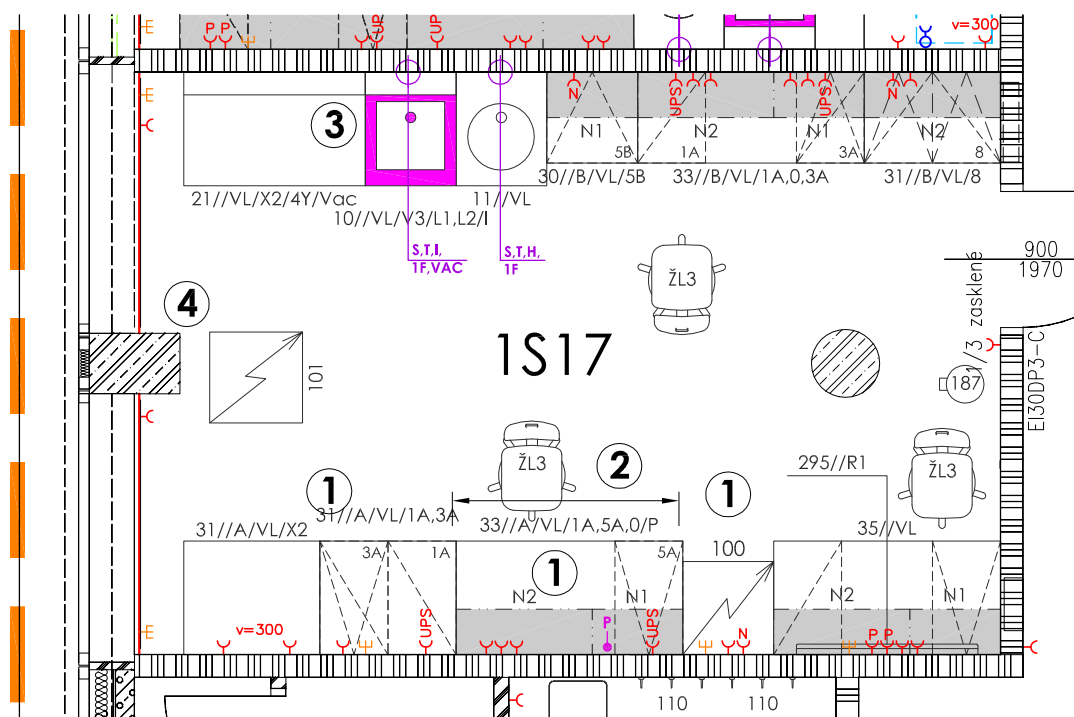 P P
UPS
UPS
v=300
3
N
UPS
UPS
N
N1
N2
N1
N2
5B
1A
3A
8
21//VL/X2/4Y/Vac
10//VL/V3/L1,L2/I
11//VL
30//B/VL/5B
33//B/VL/1A,0,3A
31//B/VL/8
S,T,I,
1F,VAC
S,T,H,
1F
ŽL3
900
1970
1/3 zasklené
EI30DP3-C
4
101
1S17
187
ŽL3
2
ŽL3
1
1
295//R1
31//A/VL/X2
31//A/VL/1A,3A
33//A/VL/1A,5A,0/P
35//VL
3A
1A
1
5A
100
N2
N1
N2
N1
v=300
UPS
P
UPS
N
P P
110
110